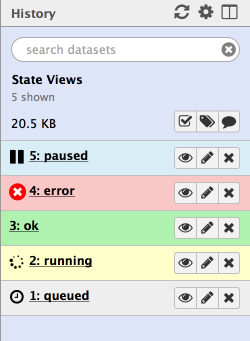 History
search datasets
State Views
5 shown
20.5 KB
5: paused
4: error
3: ok
2: running
1: queued